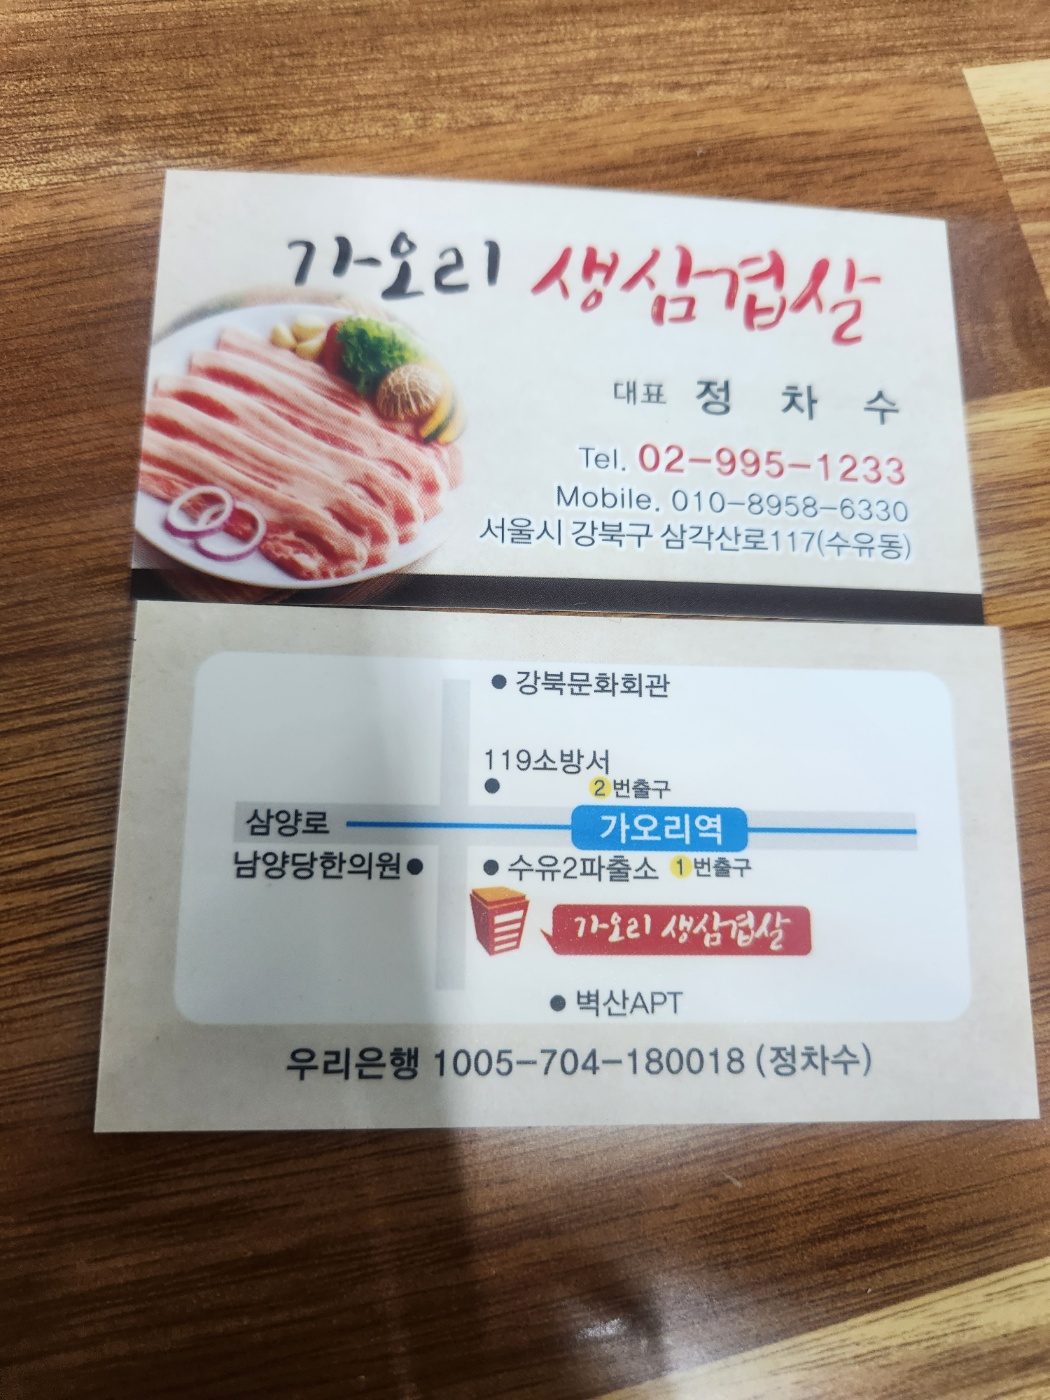 가오리 생삼겹살
대표 정 차 수
Tel. 02-995-1233
Mobile. 010-8958-6330
서울시 강북구 삼각산로117(수유동)
강북문화회관
119소방서
2번출구
삼양로 가오리역
남양당한의원 수유2파출소 1번출구
가오리 생삼겹살
벽산APT
우리은행 1005-704-180018 (정차수)